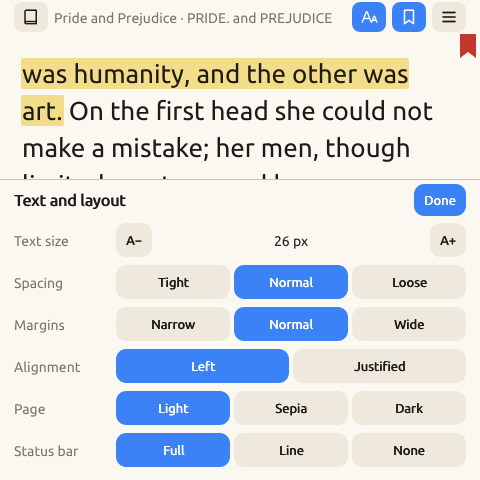 Pride and Prejudice · PRIDE. and PREJUDICE
AA
was humanity, and the other was
art. On the first head she could not
make a mistake; her men, though
Text and layout
Done
Text size
A−
26 px
A+
Spacing
Tight
Normal
Loose
Margins
Narrow
Normal
Wide
Alignment
Left
Justified
Page
Light
Sepia
Dark
Status bar
Full
Line
None